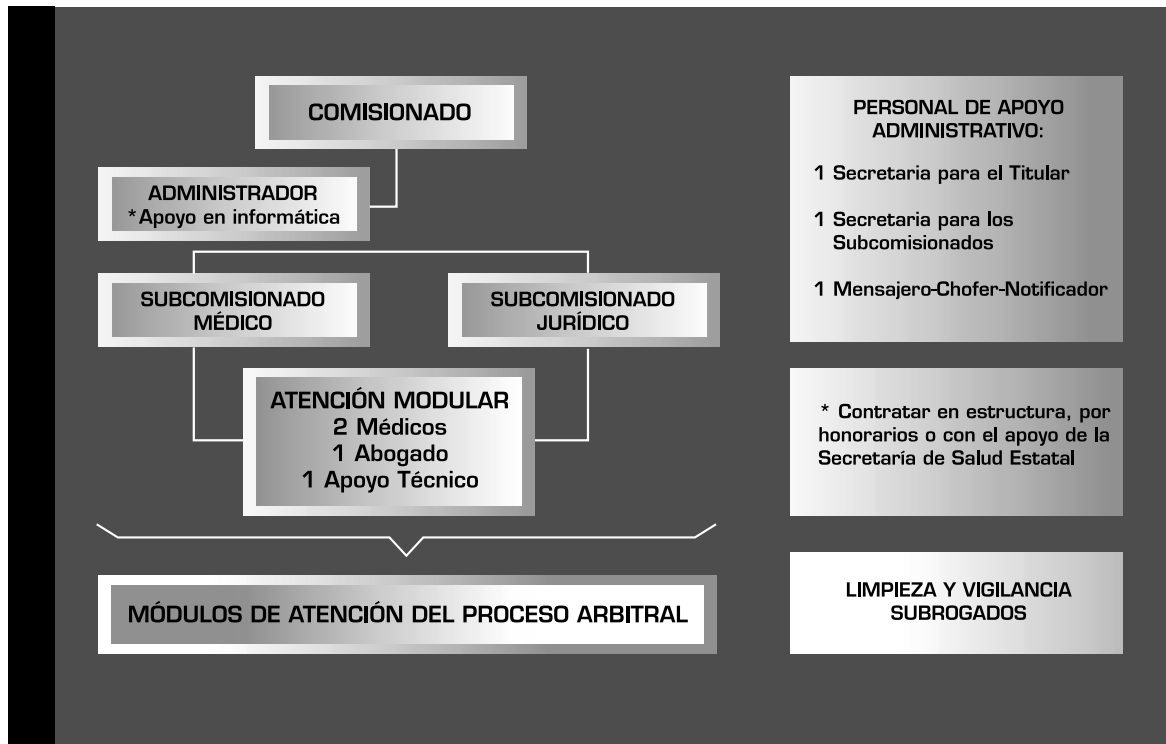 COMISIONADO
ADMINISTRADOR
*Apoyo en informática
SUBCOMISIONADO
MÉDICO
SUBCOMISIONADO
JURÍDICO
ATENCIÓN MODULAR
2 Médicos
1 Abogado
1 Apoyo Técnico
MÓDULOS DE ATENCIÓN DEL PROCESO ARBITRAL
PERSONAL DE APOYO
ADMINISTRATIVO:
1 Secretaria para el Titular
1 Secretaria para los
Subcomisionados
1 Mensajero-Chofer-Notificador
* Contratar en estructura, por
honorarios o con el apoyo de la
Secretaría de Salud Estatal
LIMPIEZA Y VIGILANCIA
SUBROGADOS